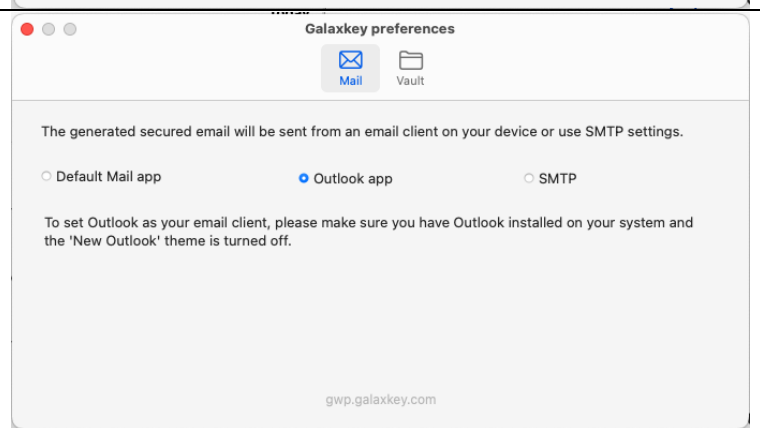 Galaxkey preferences
Mail Vault
The generated secured email will be sent from an email client on your device or use SMTP settings.
Default Mail app Outlook app SMTP
To set Outlook as your email client, please make sure you have Outlook installed on your system and
the 'New Outlook' theme is turned off.
gwp.galaxkey.com